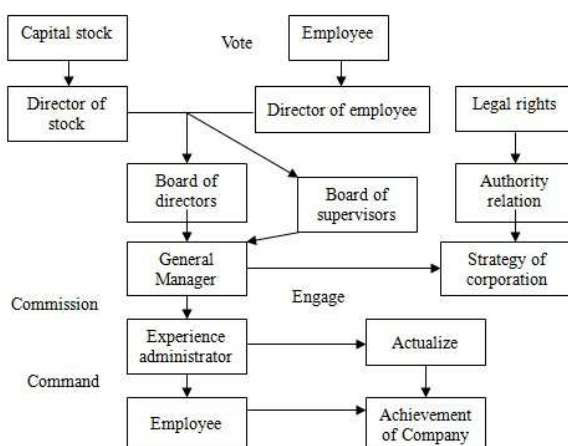 Capital stock
Vote
Employee
Director of
stock
Director of employee
Legal rights
Board of
directors
Board of
supervisors
Authority
relation
General
Manager
Strategy of
corporation
Commission
Engage
Experience
administrator
Actualize
Command
Employee
Achievement
of Company